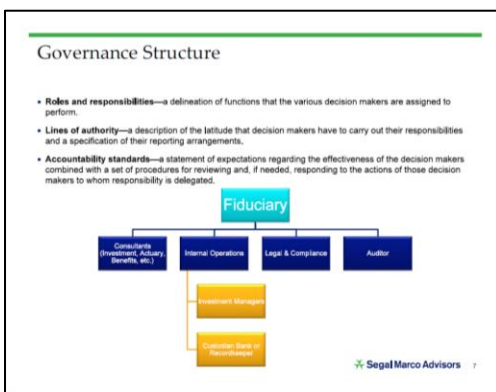 Governance Structure
• Roles and responsibilities—a delineation of functions that the various decision makers are assigned to
perform.
• Lines of authority—a description of the latitude that decision makers have to carry out their responsibilities
and a specification of their reporting arrangements.
• Accountability standards—a statement of expectations regarding the effectiveness of the decision makers
combined with a set of procedures for reviewing and, if needed, responding to the actions of those decision
makers to whom responsibility is delegated.
Fiduciary
Consultants
(Investment, Actuary,
Benefits, etc.)
Internal Operations
Legal & Compliance
Auditor
Investment Managers
Custodian Bank or
Recordkeeper
Segal Marco Advisors
7